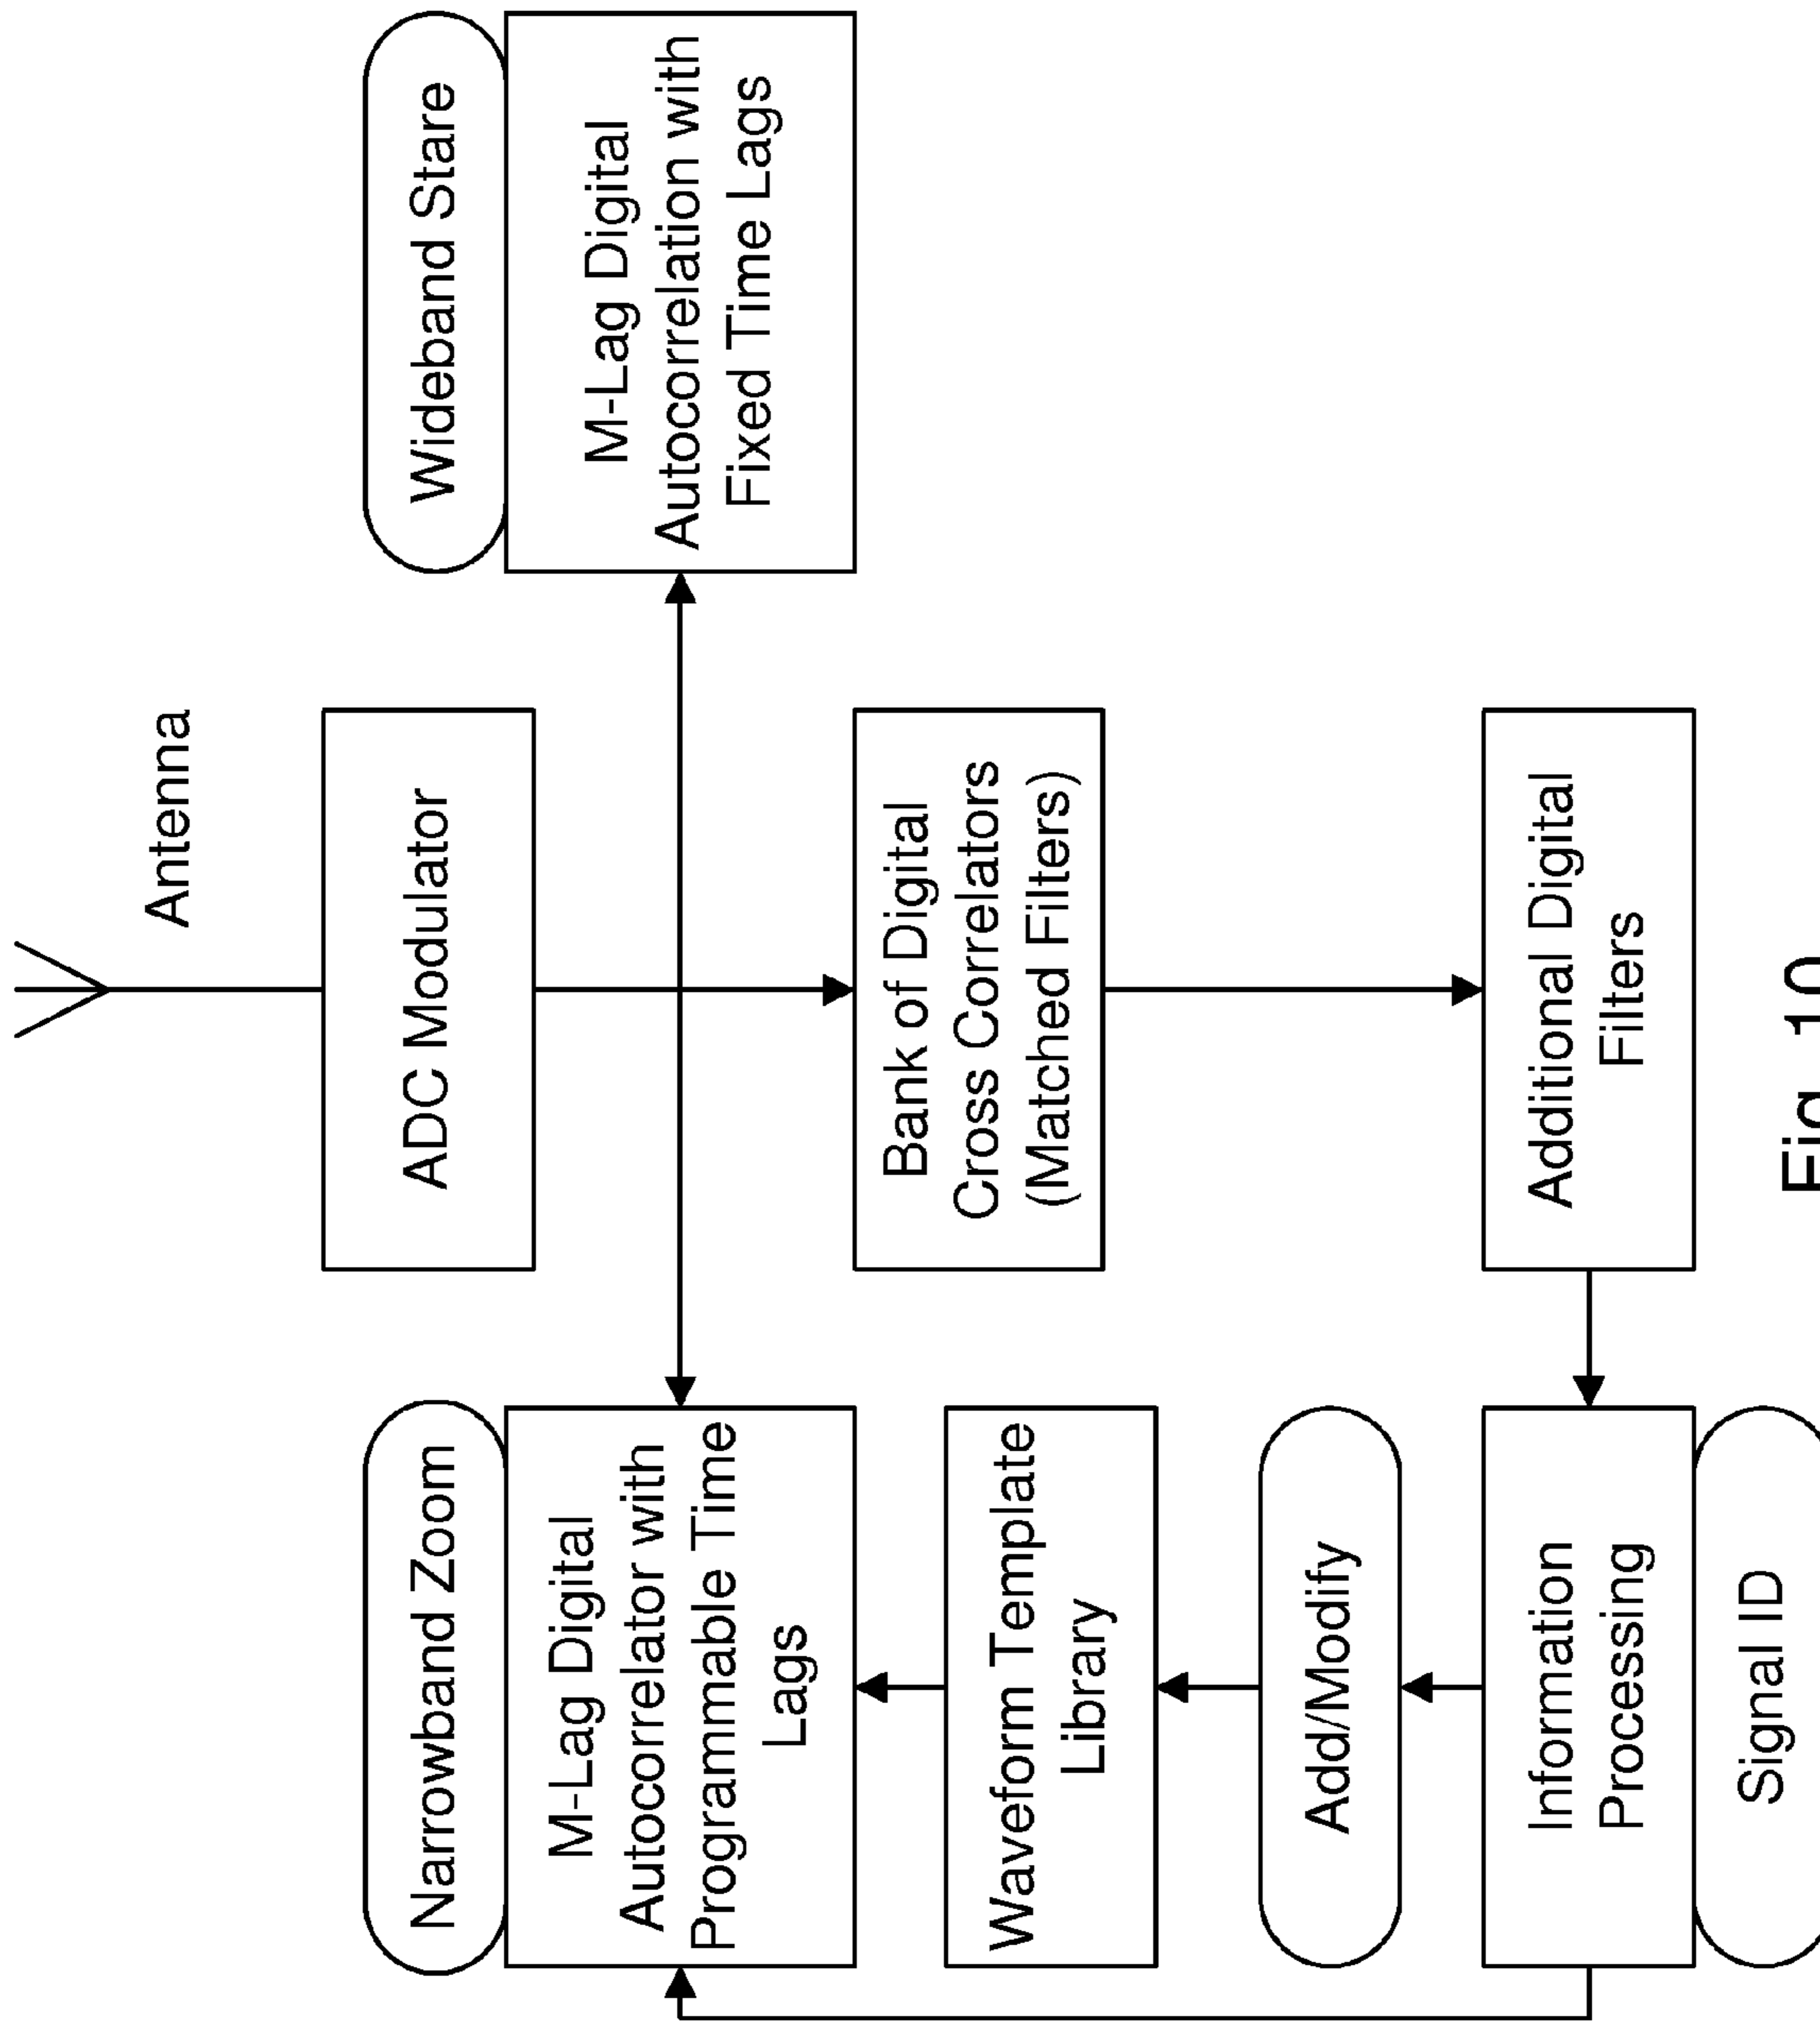 Antenna
ADC Modulator
Narrowband Zoom
M-Lag Digital
Autocorrelator with
Programmable Time
Lags
Wideband Stare
M-Lag Digital
Autocorrelation with
Fixed Time Lags
Bank of Digital
Cross Correlators
(Matched Filters)
Waveform Template
Library
Add/Modify
Information
Processing
Signal ID
Additional Digital
Filters
Fig. 10